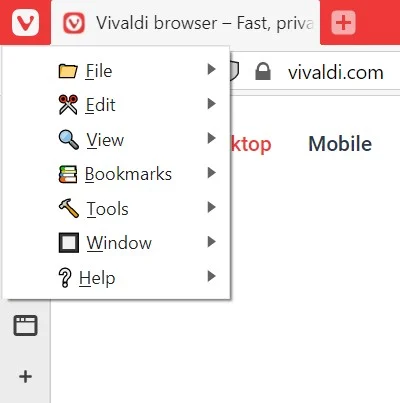 Vivaldi browser – Fast, priva
File
vivaldi.com
Edit
View
ktop
Mobile
Bookmarks
Tools
Window
Help